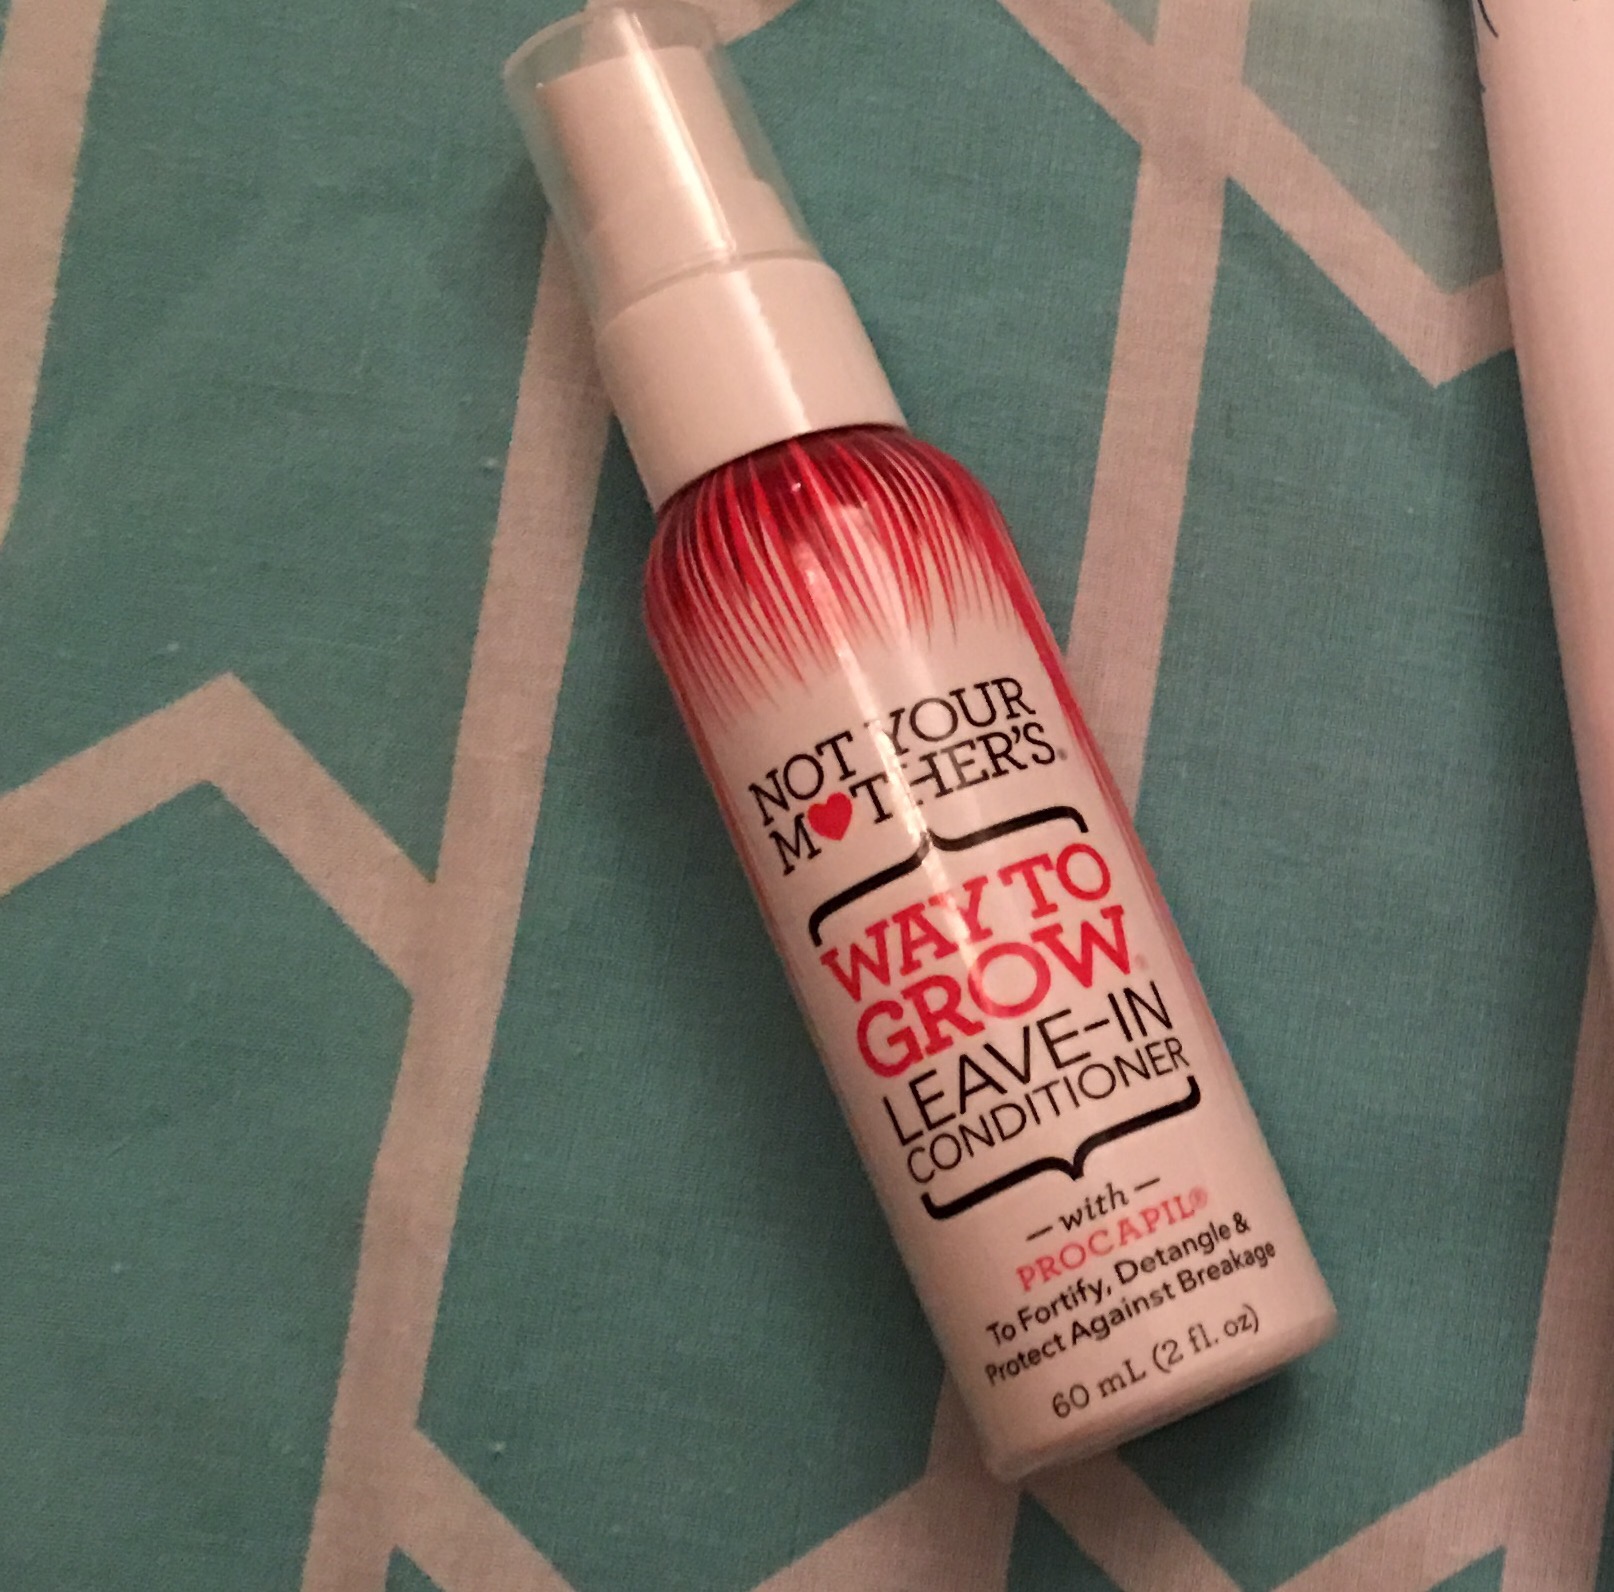 NOT YOUR
M❤THER'S®
WAY TO
GROW®
LEAVE-IN
CONDITIONER
— with —
PROCAPIL®
To Fortify, Detangle &
Protect Against Breakage
60 mL (2 fl. oz)